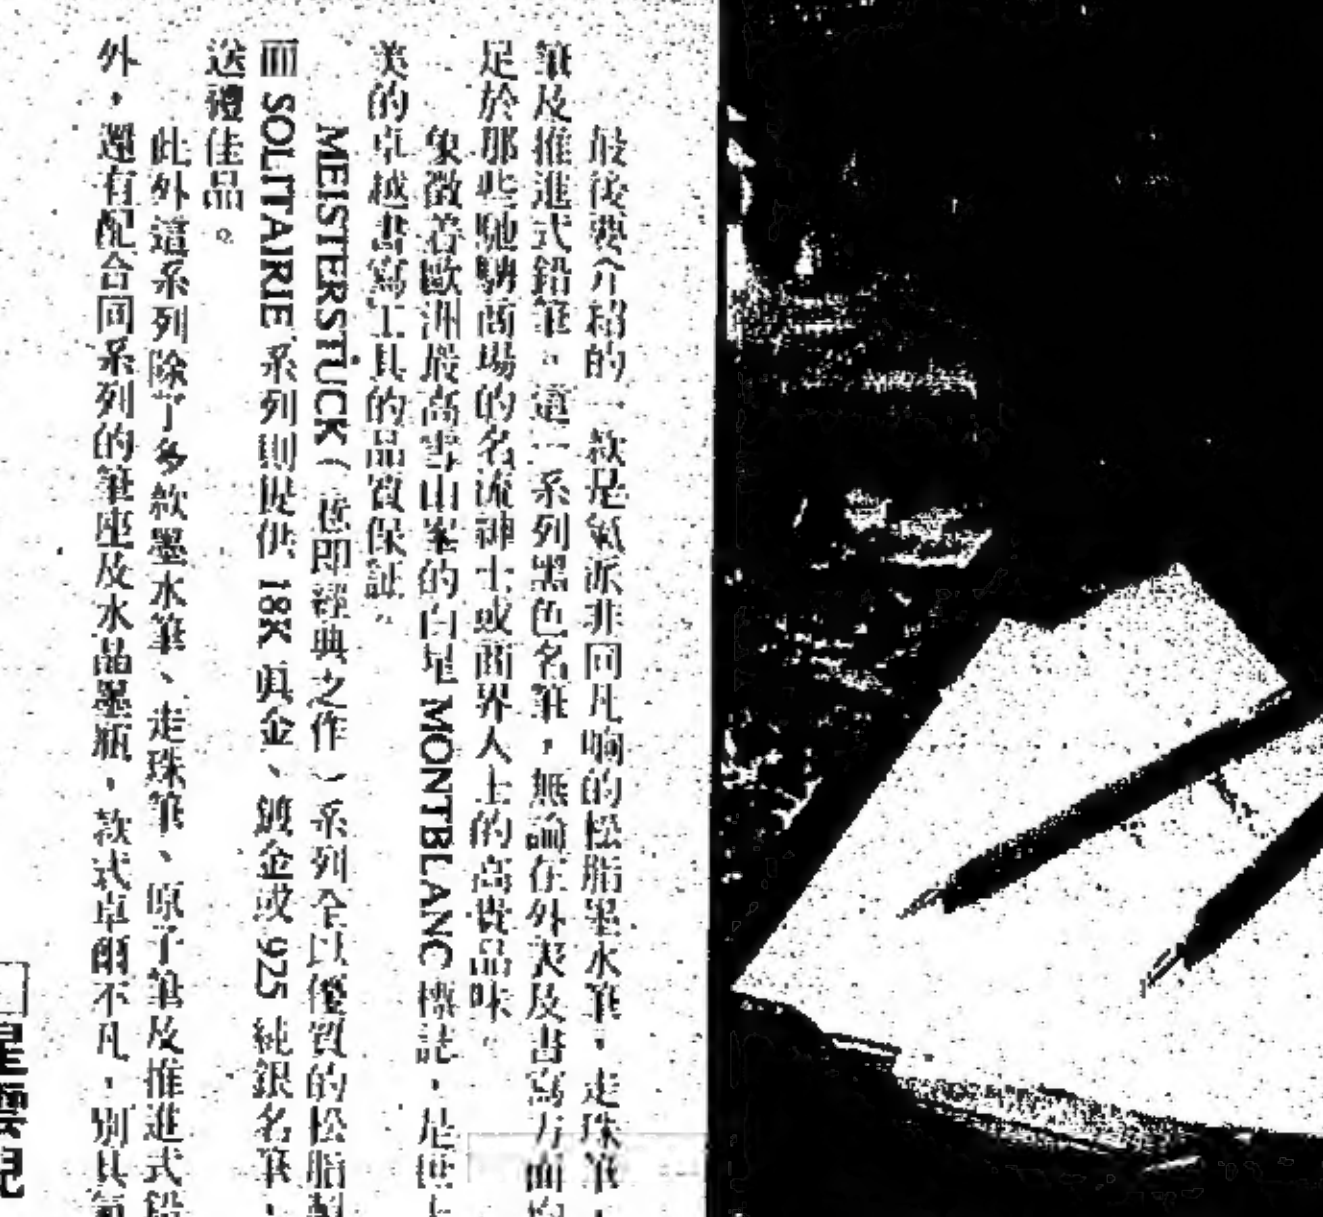 最後要介紹的一款是氣派非同凡響的松脂墨水筆，走珠筆，
筆及推進式鉛筆。這一系列黑色名筆，無論在外表及書寫方面均
足於那些馳騁商場的名流紳士或商界人士的高貴品味。
象徵着歐洲最高雪山峯的白星 MONTBLANC 標誌，是世上
美的卓越書寫工具的品質保証。
MEISTERSTÜCK（意即經典之作）系列全以優質的松脂製
而 SOLITAIRIE 系列則提供 18K 真金、鍍金或 925 純銀名筆，
送禮佳品。
此外這系列除了多款墨水筆、走珠筆、原子筆及推進式鉛
外，還有配合同系列的筆座及水晶墨瓶，款式卓爾不凡，別具氣